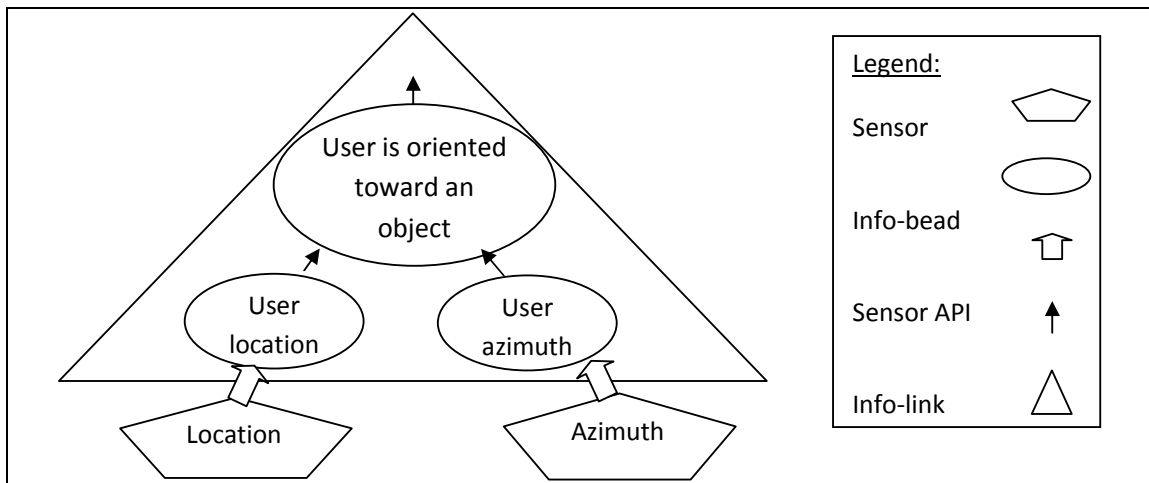 User is oriented
toward an
object
User
location
User
azimuth
Location
Azimuth
Legend:
Sensor
Info-bead
Sensor API
Info-link